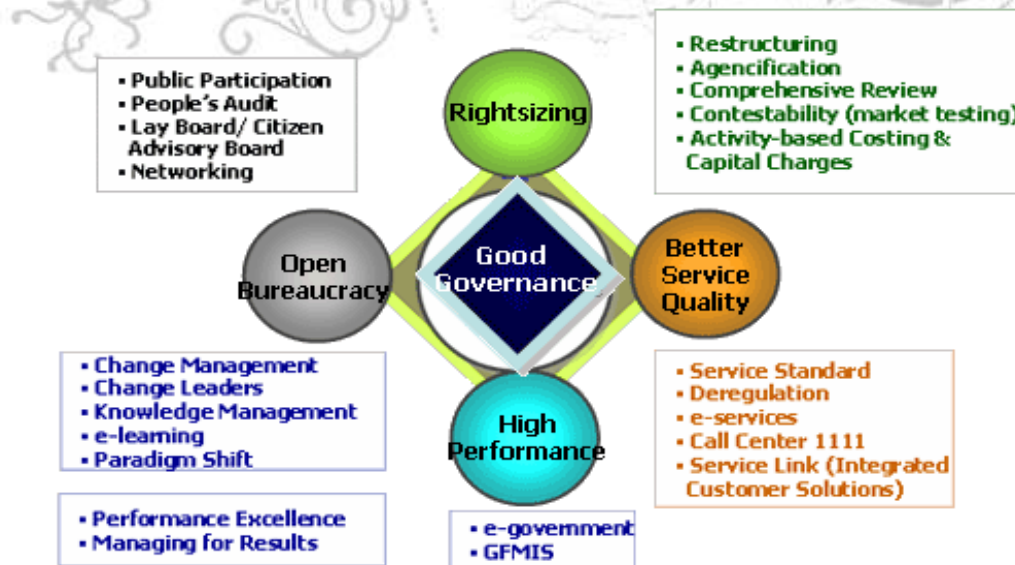 ▪ Public Participation
▪ People's Audit
▪ Lay Board/ Citizen
Advisory Board
▪ Networking
Rightsizing
▪ Restructuring
▪ Agencification
▪ Comprehensive Review
▪ Contestability (market testing)
▪ Activity-based Costing &
Capital Charges
Open
Bureaucracy
Good
Governance
Better
Service
Quality
▪ Change Management
▪ Change Leaders
▪ Knowledge Management
▪ e-learning
▪ Paradigm Shift
High
Performance
▪ Service Standard
▪ Deregulation
▪ e-services
▪ Call Center 1111
▪ Service Link (Integrated
Customer Solutions)
▪ Performance Excellence
▪ Managing for Results
▪ e-government
▪ GFMIS